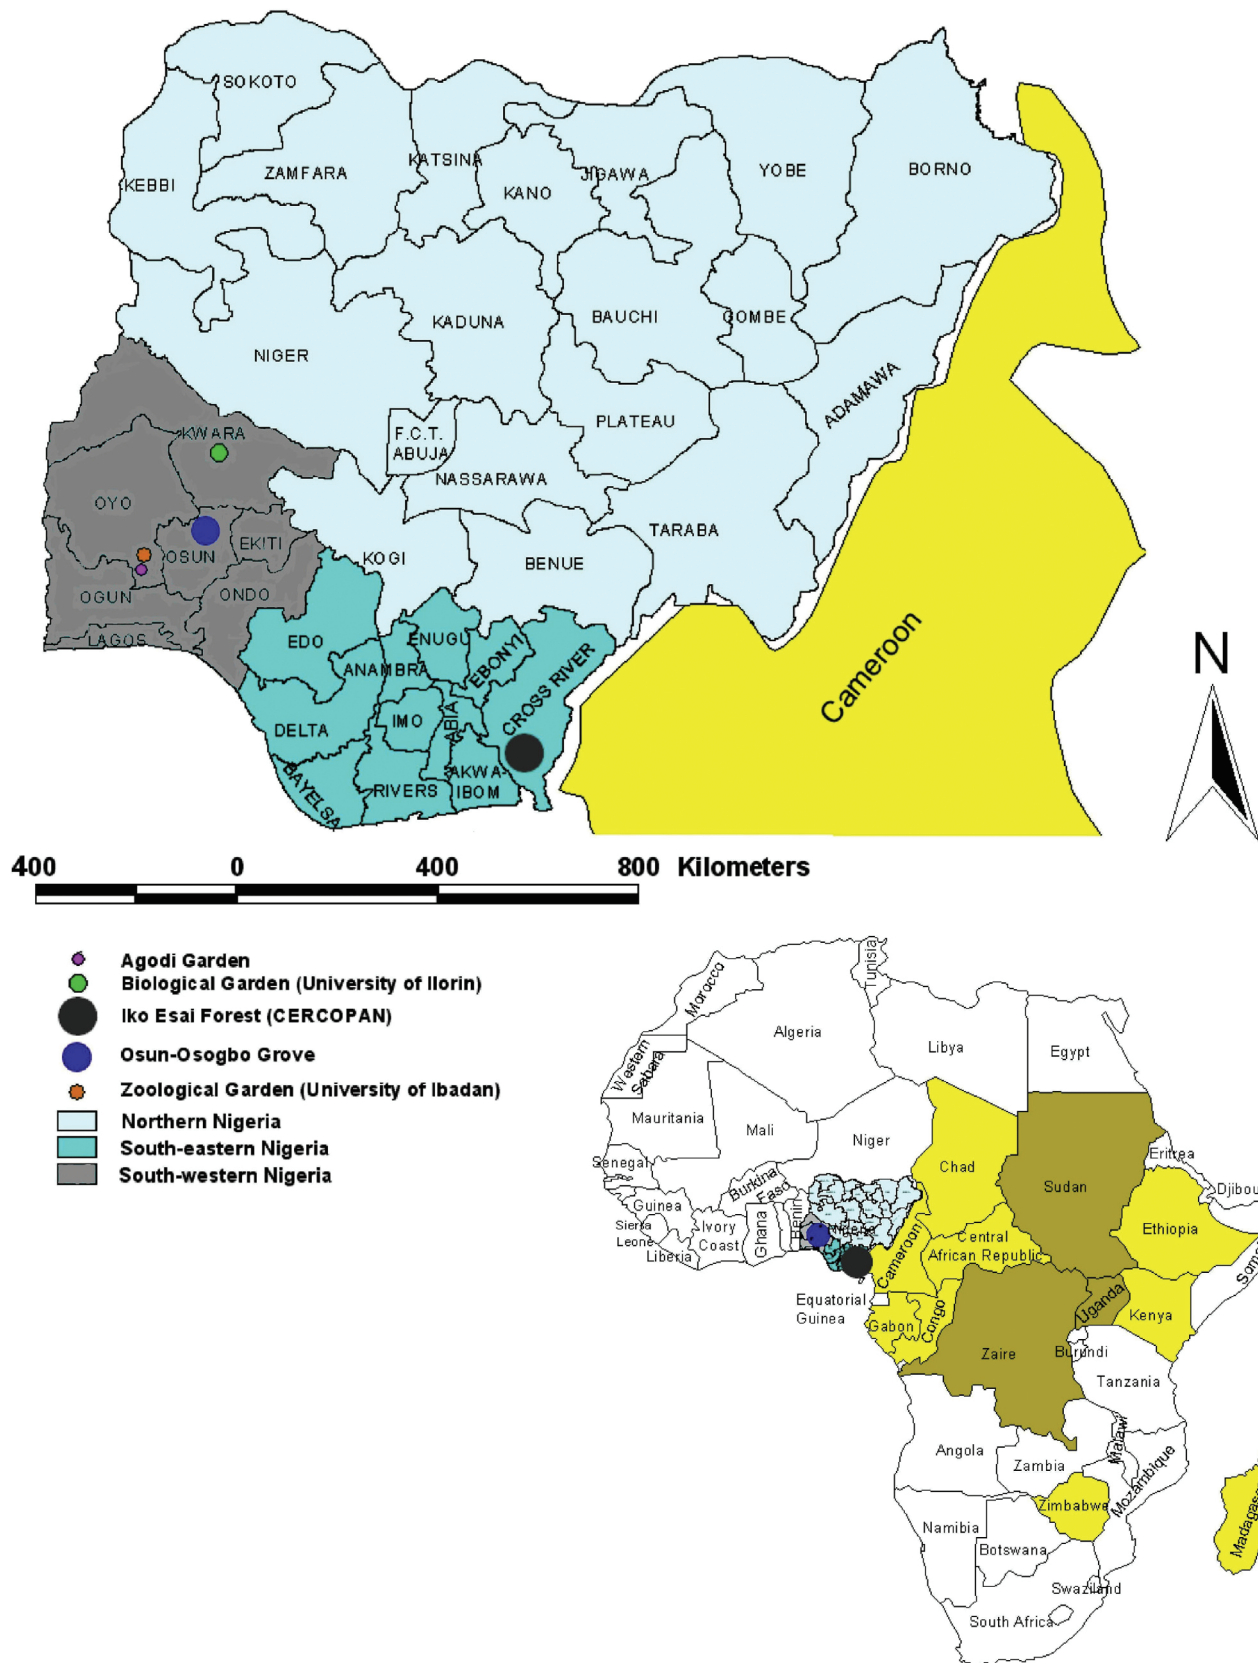 SOKOTO
KATSINA
JIGAWA
YOBE
BORNO
KEBBI
ZAMFARA
KANO
KADUNA
BAUCHI
GOMBE
NIGER
ADAMAWA
PLATEAU
KWARA
F.C.T.
ABUJA
NASSARAWA
OYO
TARABA
OSUN
EKITI
KOGI
BENUE
OGUN
ONDO
LAGOS
EDO
ENUGU
EBONYI
ANAMBRA
CROSS RIVER
DELTA
IMO
ABIA
BAYELSA
RIVERS
AKWA-
IBOM
Cameroon
N
400 0 400 800 Kilometers
Agodi Garden
Biological Garden (University of Ilorin)
Iko Esai Forest (CERCOPAN)
Osun-Osogbo Grove
Zoological Garden (University of Ibadan)
Northern Nigeria
South-eastern Nigeria
South-western Nigeria
Morocco
Tunisia
Algeria
Libya
Egypt
Western
Sahara
Mauritania
Mali
Niger
Chad
Sudan
Eritrea
Djibou
Senegal
Burkina
Faso
Guinea
Sierra
Leone
Ivory
Coast
Ghana
Benin
Nigeria
Liberia
Cameroon
Central
African Republic
Ethiopia
Somal
Equatorial
Guinea
Gabon
Congo
Zaire
Uganda
Kenya
Burundi
Tanzania
Angola
Zambia
Malawi
Mozambique
Zimbabwe
Madagasc
Namibia
Botswana
Swaziland
South Africa